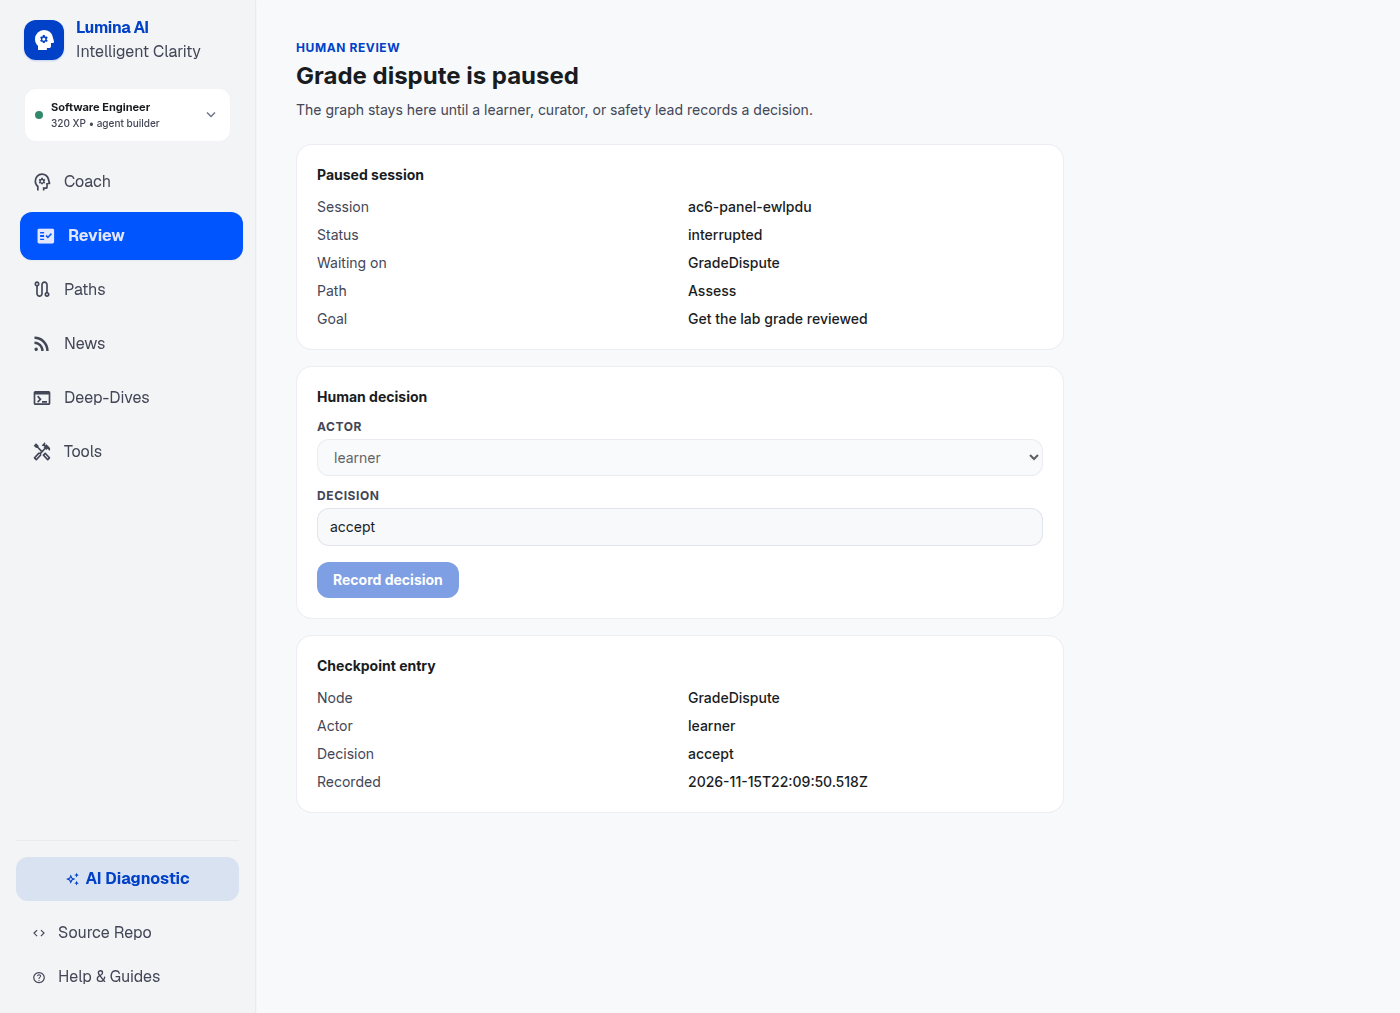 Lumina AI
Intelligent Clarity
Software Engineer
320 XP • agent builder
Coach
Review
Paths
News
Deep-Dives
Tools
AI Diagnostic
Source Repo
Help & Guides
HUMAN REVIEW
Grade dispute is paused
The graph stays here until a learner, curator, or safety lead records a decision.
Paused session
Session ac6-panel-ewlpdu
Status interrupted
Waiting on GradeDispute
Path Assess
Goal Get the lab grade reviewed
Human decision
ACTOR
learner
DECISION
accept
Record decision
Checkpoint entry
Node GradeDispute
Actor learner
Decision accept
Recorded 2026-11-15T22:09:50.518Z